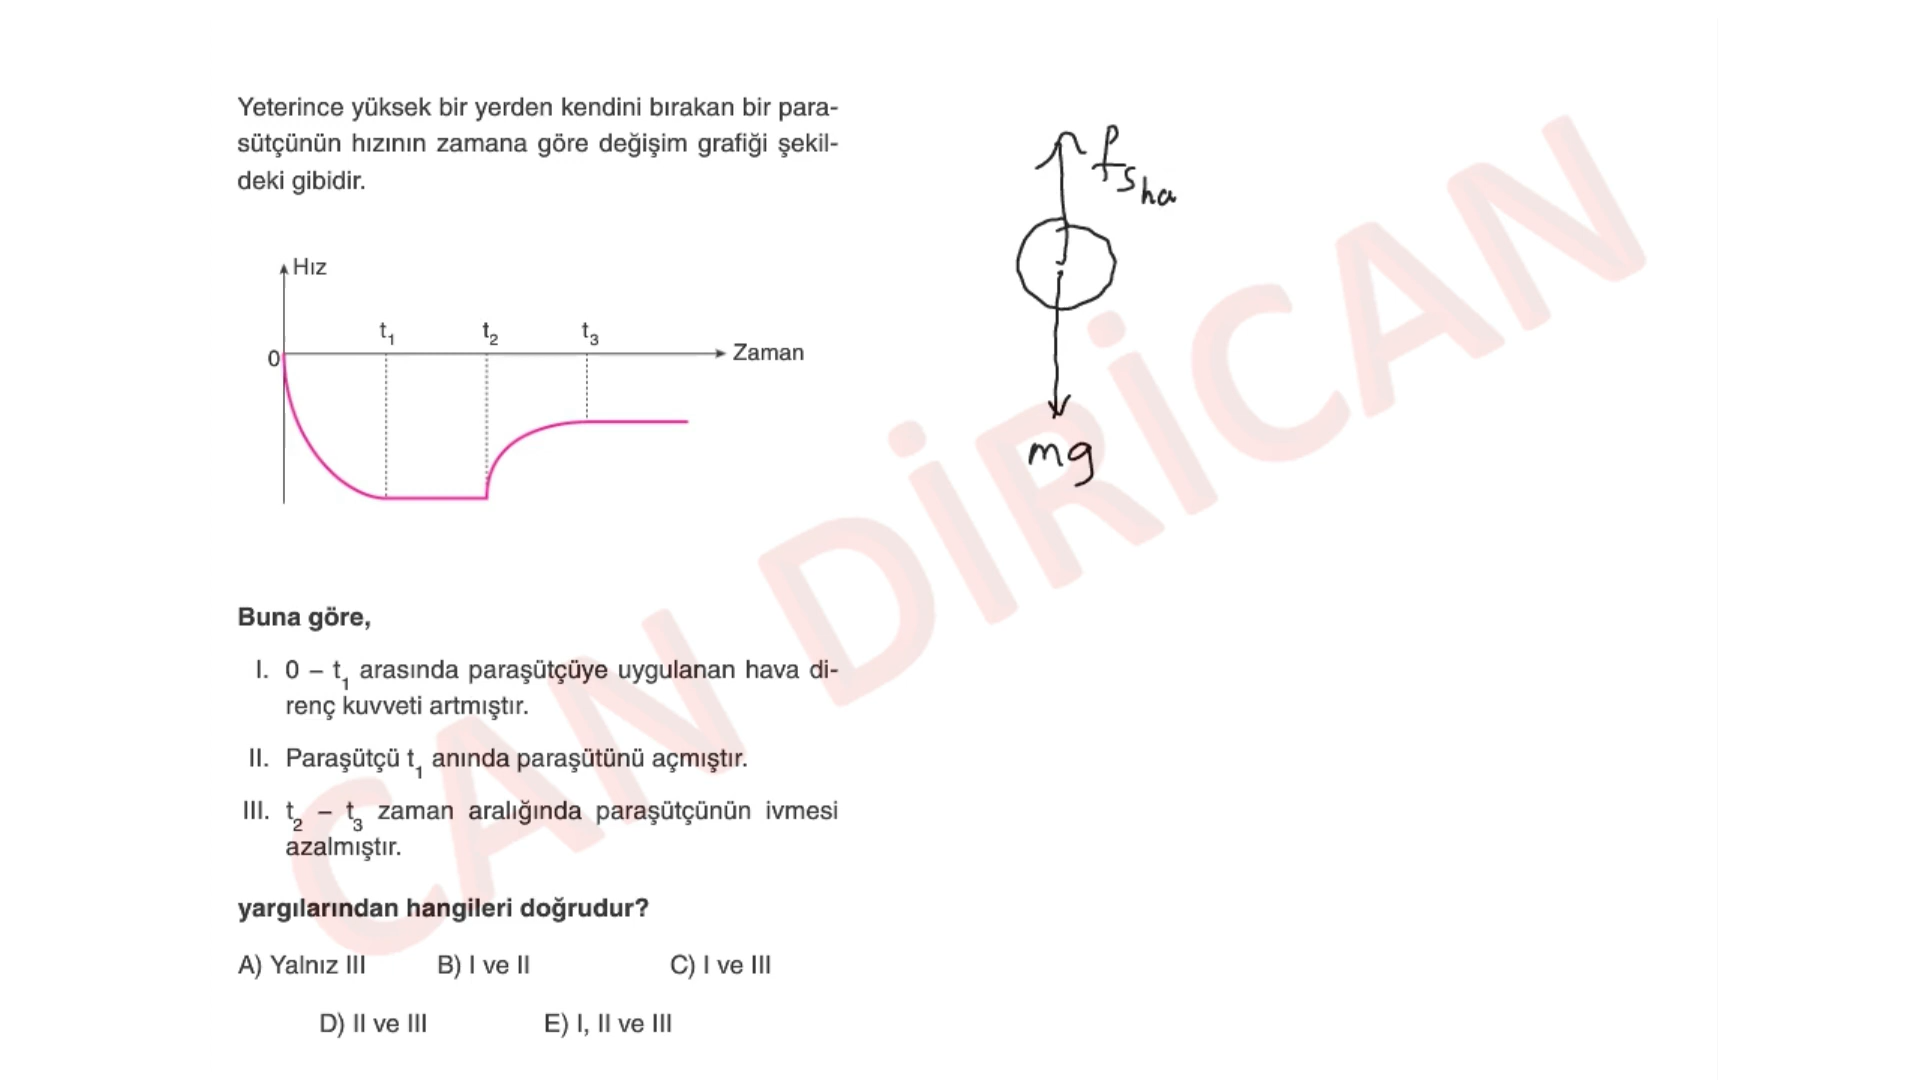 Yeterince yüksek bir yerden kendini bırakan bir para-
sütçünün hızının zamana göre değişim grafiği şekil-
deki gibidir.
Hız
t1 t2 t3
0 Zaman
fsha
mg
Buna göre,
I. 0 – t1 arasında paraşütçüye uygulanan hava di-
renç kuvveti artmıştır.
II. Paraşütçü t1 anında paraşütünü açmıştır.
III. t2 – t3 zaman aralığında paraşütçünün ivmesi
azalmıştır.
yargılarından hangileri doğrudur?
A) Yalnız III B) I ve II C) I ve III
D) II ve III E) I, II ve III
CAN DİRİCAN